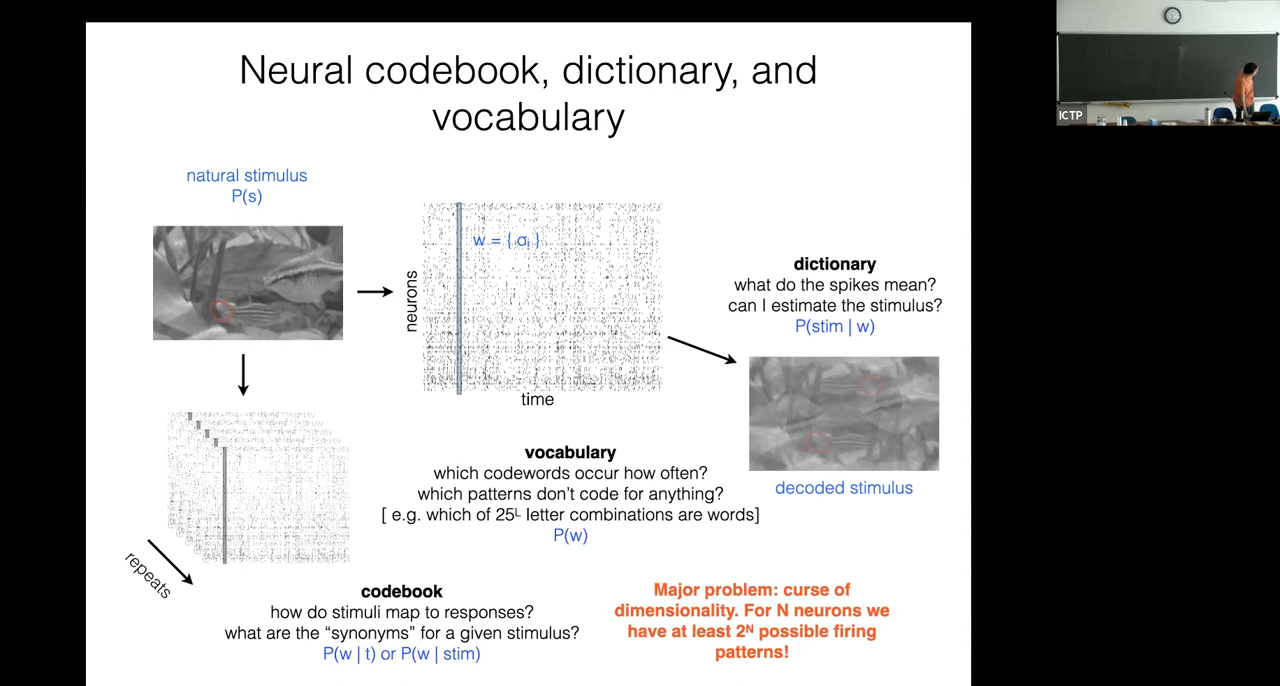 Neural codebook, dictionary, and
vocabulary
natural stimulus
P(s)
w = { σᵢ }
neurons
time
dictionary
what do the spikes mean?
can I estimate the stimulus?
P(stim | w)
decoded stimulus
vocabulary
which codewords occur how often?
which patterns don't code for anything?
[ e.g. which of 25ᴸ letter combinations are words]
P(w)
repeats
codebook
how do stimuli map to responses?
what are the “synonyms” for a given stimulus?
P(w | t) or P(w | stim)
Major problem: curse of
dimensionality. For N neurons we
have at least 2ᴺ possible firing
patterns!
ICTP